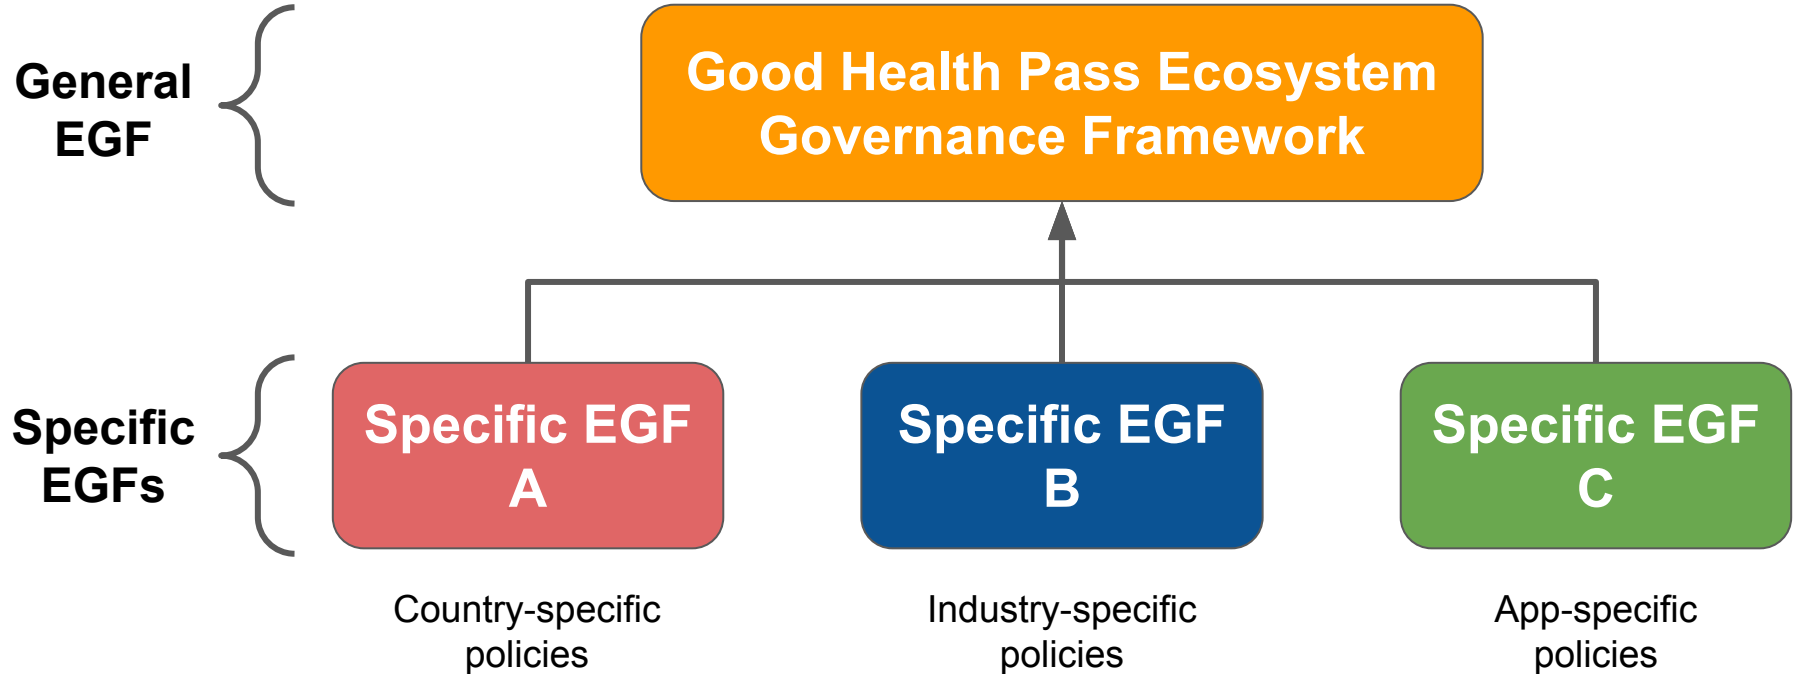 General
EGF
Good Health Pass Ecosystem
Governance Framework
Specific
EGFs
Specific EGF
A
Specific EGF
B
Specific EGF
C
Country-specific
policies
Industry-specific
policies
App-specific
policies